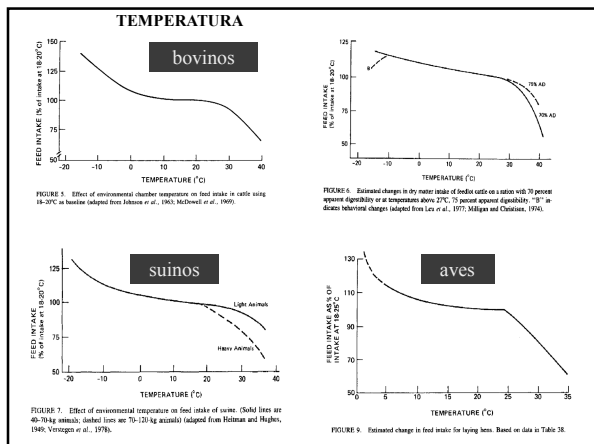 TEMPERATURA
bovinos
FEED INTAKE (% of intake at 18-20°C)
150
125
100
75
50
-20 -10 0 10 20 30 40
TEMPERATURE (°C)
FIGURE 5. Effect of environmental chamber temperature on feed intake in cattle using
18–20°C as baseline (adapted from Johnson et al., 1963; McDowell et al., 1969).
FEED INTAKE (% of intake at 18-20°C)
125
100
75
50
B
75% AD
70% AD
-20 -10 0 10 20 30 40
TEMPERATURE (°C)
FIGURE 6. Estimated changes in dry matter intake of feedlot cattle on a ration with 70 percent
apparent digestibility or at temperatures above 27°C, 75 percent apparent digestibility. "B" in-
dicates behavioral changes (adapted from Leu et al., 1977; Milligan and Christison, 1974).
suinos
FEED INTAKE (% of intake at 18-20°C)
125
100
75
50
Light Animals
Heavy Animals
-20 -10 0 10 20 30 40
TEMPERATURE (°C)
FIGURE 7. Effect of environmental temperature on feed intake of swine. (Solid lines are
40–70-kg animals; dashed lines are 70–120-kg animals) (adapted from Heitman and Hughes,
1949; Verstegen et al., 1978).
aves
FEED INTAKE AS % OF
INTAKE AT 18-25°C
130
110
90
70
50
0 5 10 15 20 25 30 35
TEMPERATURE (°C)
FIGURE 9. Estimated change in feed intake for laying hens. Based on data in Table 38.